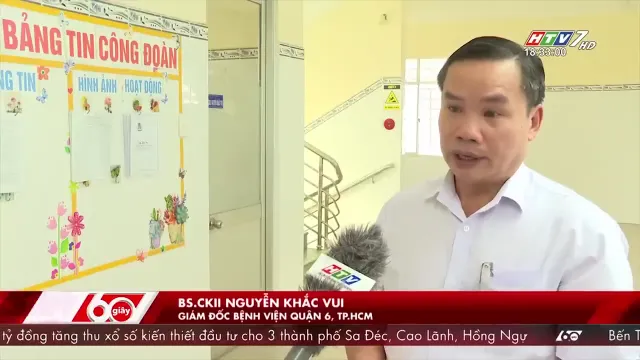 BẢNG TIN CÔNG ĐOÀN
NG TIN
HÌNH ẢNH
HOẠT ĐỘNG
HTV7 HD
18:33:00
HTV
60 giây
BS.CKII NGUYỄN KHẮC VUI
GIÁM ĐỐC BỆNH VIỆN QUẬN 6, TP.HCM
tỷ đồng tăng thu xổ số kiến thiết đầu tư cho 3 thành phố Sa Đéc, Cao Lãnh, Hồng Ngự
60
Bến T